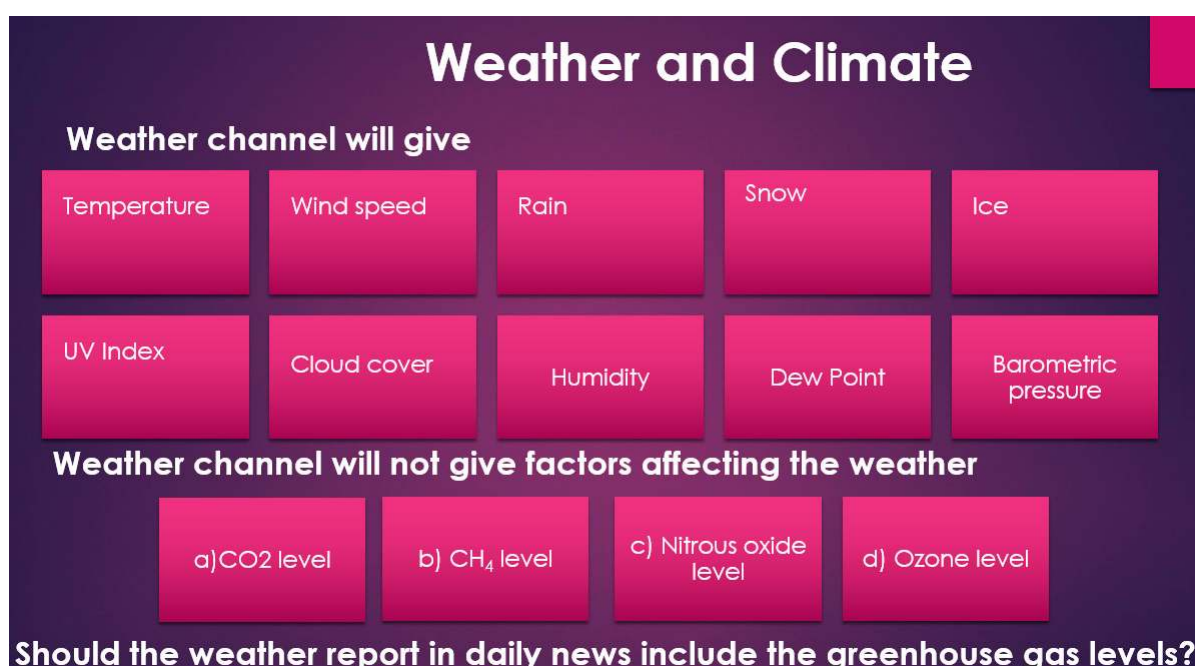 Weather and Climate
Weather channel will give
Temperature
Wind speed
Rain
Snow
Ice
UV Index
Cloud cover
Humidity
Dew Point
Barometric
pressure
Weather channel will not give factors affecting the weather
a)CO2 level
b) CH₄ level
c) Nitrous oxide
level
d) Ozone level
Should the weather report in daily news include the greenhouse gas levels?